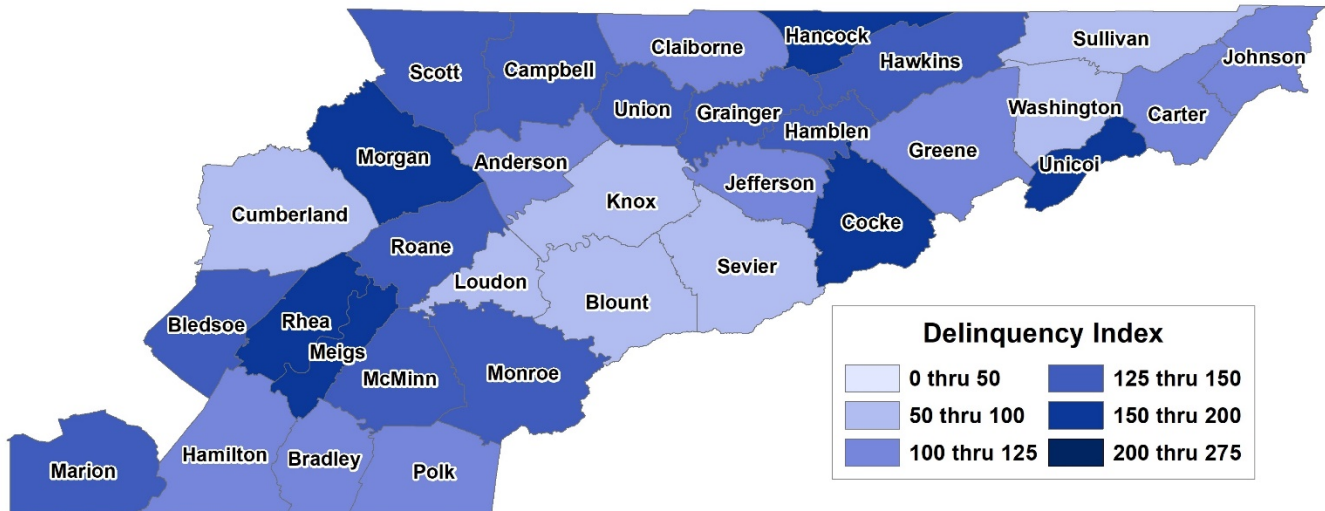 Hancock
Sullivan
Claiborne
Johnson
Scott
Campbell
Hawkins
Union
Grainger
Washington
Carter
Hamblen
Morgan
Anderson
Greene
Unicoi
Jefferson
Knox
Cumberland
Cocke
Roane
Sevier
Loudon
Blount
Bledsoe
Rhea
Meigs
McMinn
Monroe
Hamilton
Bradley
Polk
Marion
Delinquency Index
0 thru 50
50 thru 100
100 thru 125
125 thru 150
150 thru 200
200 thru 275